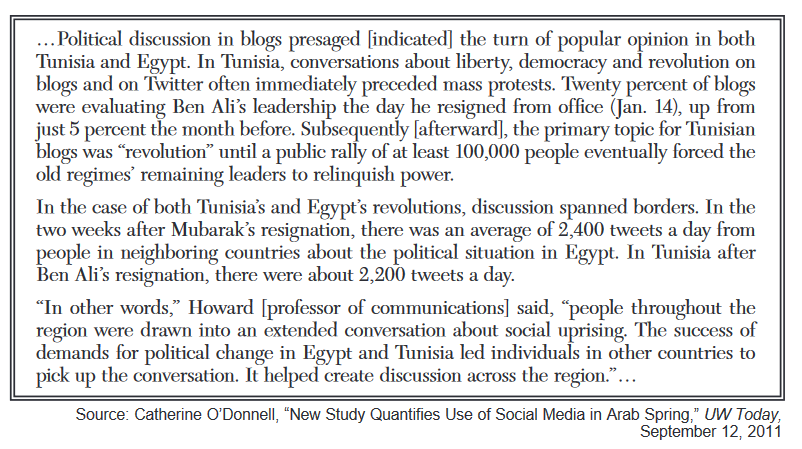 …Political discussion in blogs presaged [indicated] the turn of popular opinion in both
Tunisia and Egypt. In Tunisia, conversations about liberty, democracy and revolution on
blogs and on Twitter often immediately preceded mass protests. Twenty percent of blogs
were evaluating Ben Ali’s leadership the day he resigned from office (Jan. 14), up from
just 5 percent the month before. Subsequently [afterward], the primary topic for Tunisian
blogs was “revolution” until a public rally of at least 100,000 people eventually forced the
old regimes’ remaining leaders to relinquish power.
In the case of both Tunisia’s and Egypt’s revolutions, discussion spanned borders. In the
two weeks after Mubarak’s resignation, there was an average of 2,400 tweets a day from
people in neighboring countries about the political situation in Egypt. In Tunisia after
Ben Ali’s resignation, there were about 2,200 tweets a day.
“In other words,” Howard [professor of communications] said, “people throughout the
region were drawn into an extended conversation about social uprising. The success of
demands for political change in Egypt and Tunisia led individuals in other countries to
pick up the conversation. It helped create discussion across the region.”…
Source: Catherine O’Donnell, “New Study Quantifies Use of Social Media in Arab Spring,” UW Today,
September 12, 2011